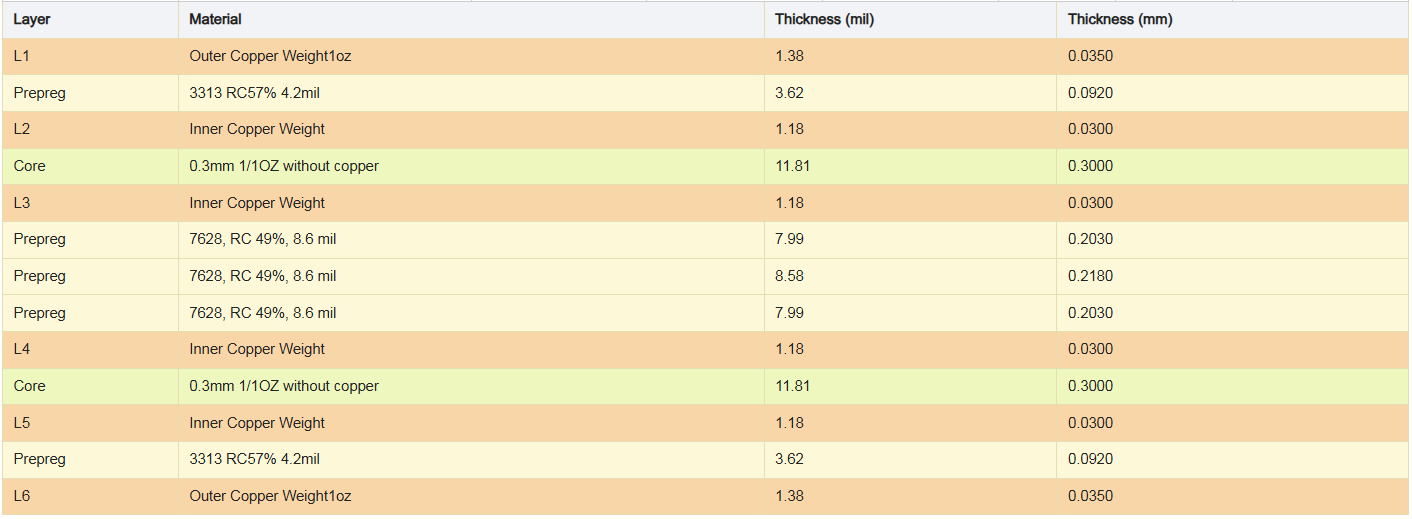 Layer Material Thickness (mil) Thickness (mm)
L1 Outer Copper Weight1oz 1.38 0.0350
Prepreg 3313 RC57% 4.2mil 3.62 0.0920
L2 Inner Copper Weight 1.18 0.0300
Core 0.3mm 1/1OZ without copper 11.81 0.3000
L3 Inner Copper Weight 1.18 0.0300
Prepreg 7628, RC 49%, 8.6 mil 7.99 0.2030
Prepreg 7628, RC 49%, 8.6 mil 8.58 0.2180
Prepreg 7628, RC 49%, 8.6 mil 7.99 0.2030
L4 Inner Copper Weight 1.18 0.0300
Core 0.3mm 1/1OZ without copper 11.81 0.3000
L5 Inner Copper Weight 1.18 0.0300
Prepreg 3313 RC57% 4.2mil 3.62 0.0920
L6 Outer Copper Weight1oz 1.38 0.0350